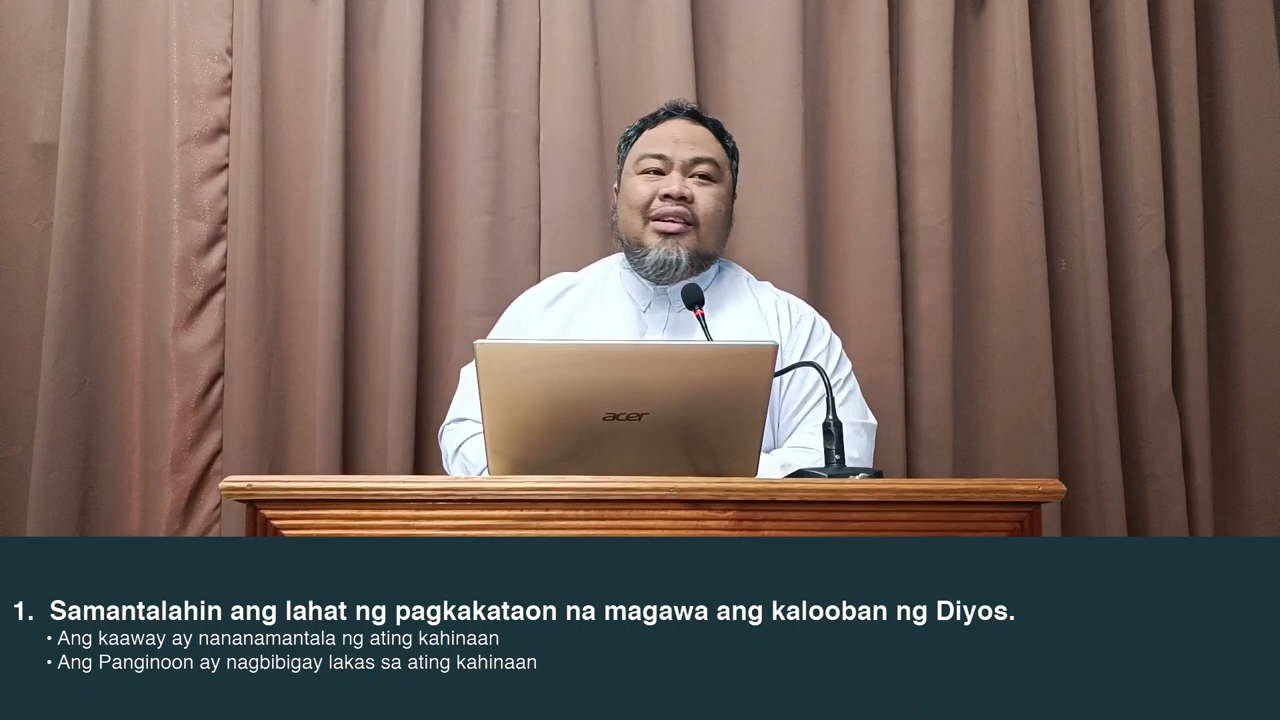 acer
1. Samantalahin ang lahat ng pagkakataon na magawa ang kalooban ng Diyos.
• Ang kaaway ay nananamantala ng ating kahinaan
• Ang Panginoon ay nagbibigay lakas sa ating kahinaan